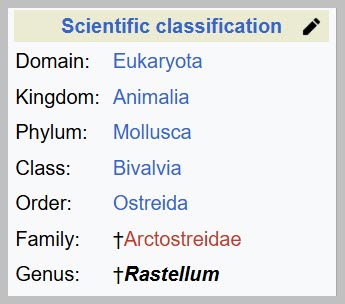 Scientific classification
Domain: Eukaryota
Kingdom: Animalia
Phylum: Mollusca
Class: Bivalvia
Order: Ostreida
Family: †Arctostreidae
Genus: †Rastellum